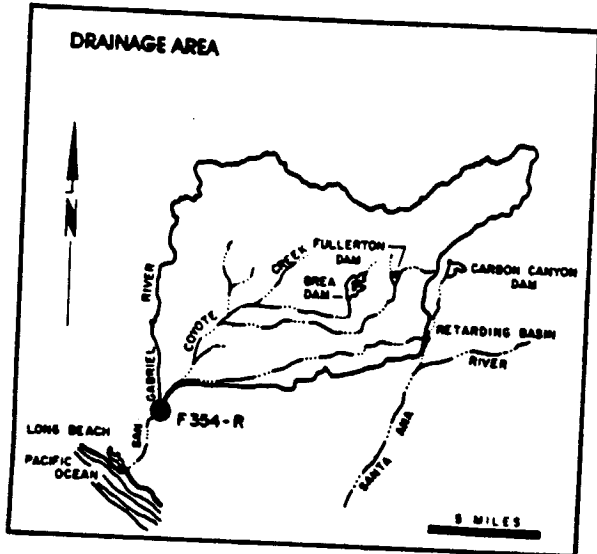 DRAINAGE AREA
N
FULLERTON
DAM
CREEK
BREA
DAM
CARBON CANYON
DAM
RIVER
COYOTE
RETARDING BASIN
RIVER
GABRIEL
SAN
F 354-R
LONG BEACH
PACIFIC
OCEAN
SANTA ANA
5 MILES